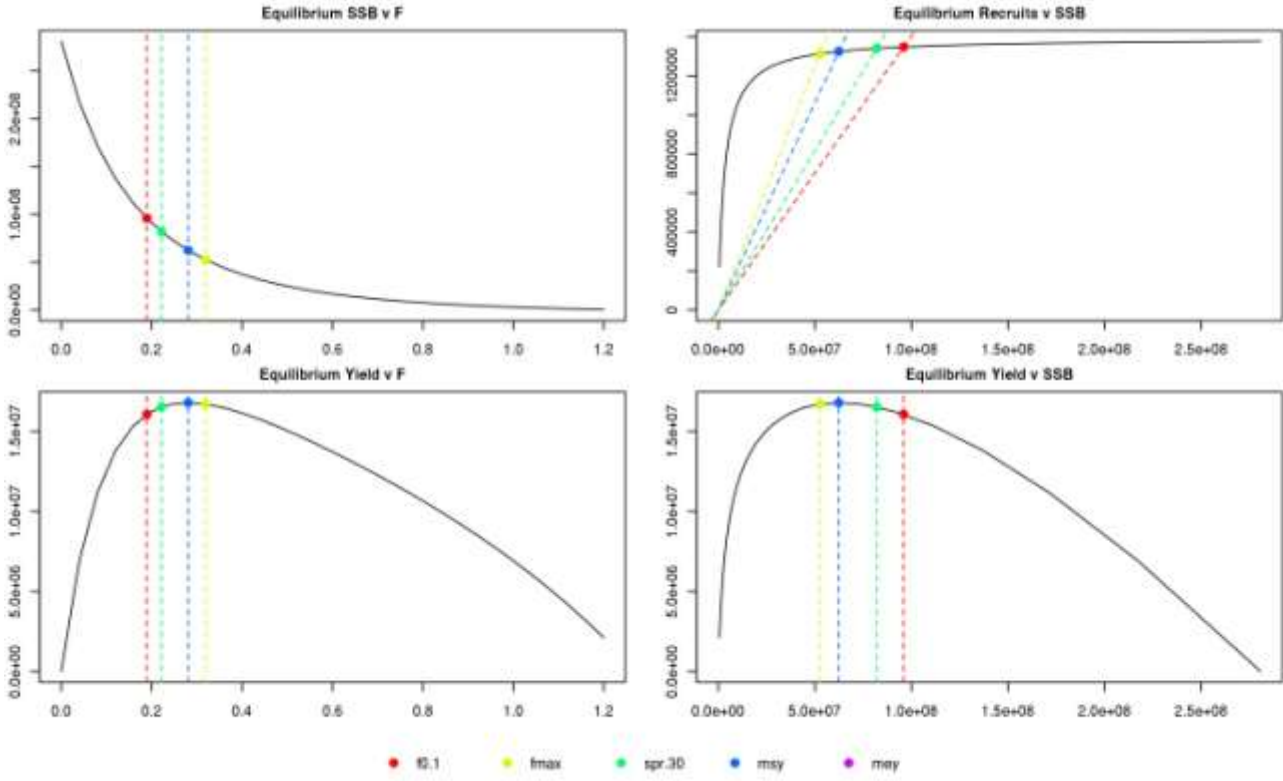 Equilibrium SSB v F
2.0e+08
1.0e+08
0.0e+00
0.0 0.2 0.4 0.6 0.8 1.0 1.2
Equilibrium Recruits v SSB
1200000
800000
400000
0
0.0e+00 5.0e+07 1.0e+08 1.5e+08 2.0e+08 2.5e+08
Equilibrium Yield v F
1.5e+07
1.0e+07
5.0e+06
0.0e+00
0.0 0.2 0.4 0.6 0.8 1.0 1.2
Equilibrium Yield v SSB
1.5e+07
1.0e+07
5.0e+06
0.0e+00
0.0e+00 5.0e+07 1.0e+08 1.5e+08 2.0e+08 2.5e+08
f0.1 fmax spr.30 msy mey